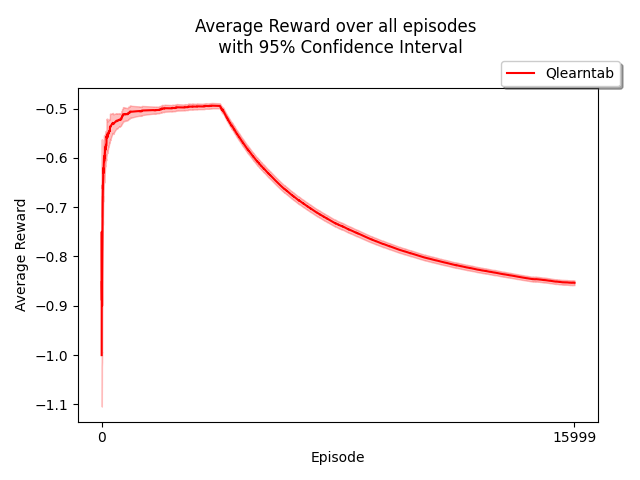 Average Reward over all episodes
with 95% Confidence Interval
Qlearntab
−0.5
−0.6
−0.7
−0.8
−0.9
−1.0
−1.1
Average Reward
0
15999
Episode